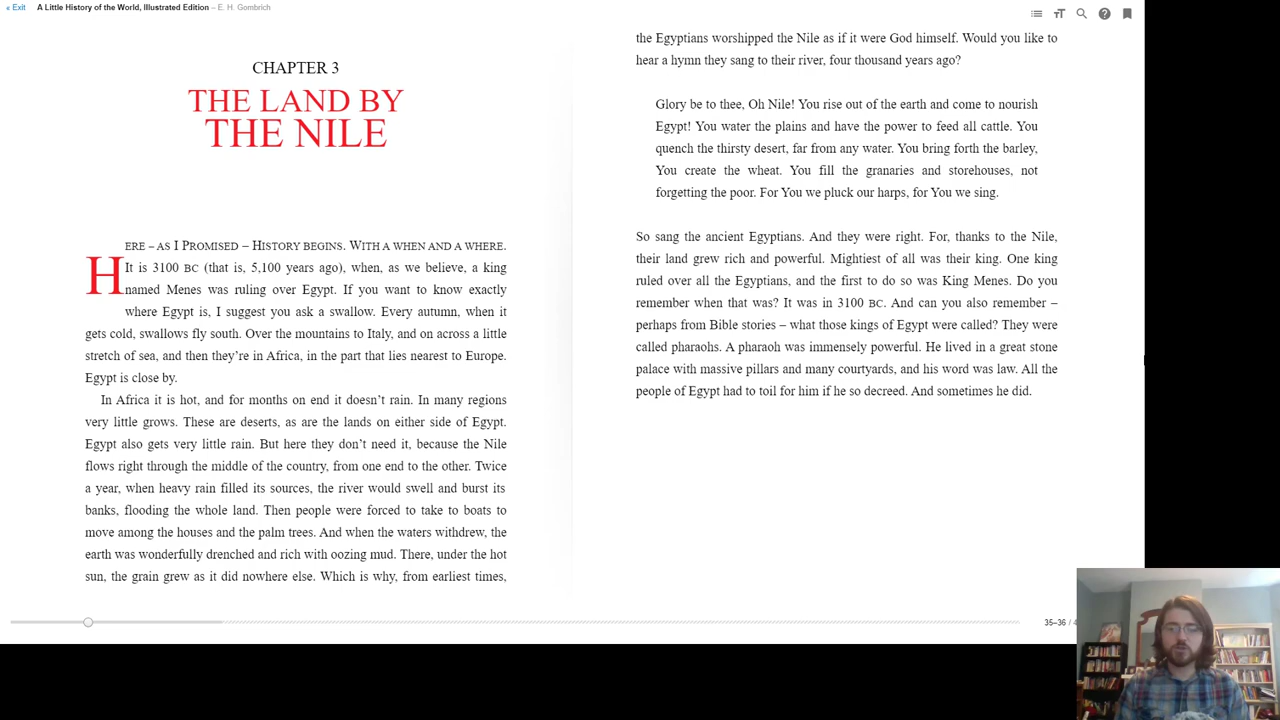 « Exit A Little History of the World, Illustrated Edition – E. H. Gombrich
CHAPTER 3
THE LAND BY
THE NILE
HERE – AS I PROMISED – HISTORY BEGINS. WITH A WHEN AND A WHERE.
It is 3100 BC (that is, 5,100 years ago), when, as we believe, a king
named Menes was ruling over Egypt. If you want to know exactly
where Egypt is, I suggest you ask a swallow. Every autumn, when it
gets cold, swallows fly south. Over the mountains to Italy, and on across a little
stretch of sea, and then they’re in Africa, in the part that lies nearest to Europe.
Egypt is close by.
In Africa it is hot, and for months on end it doesn’t rain. In many regions
very little grows. These are deserts, as are the lands on either side of Egypt.
Egypt also gets very little rain. But here they don’t need it, because the Nile
flows right through the middle of the country, from one end to the other. Twice
a year, when heavy rain filled its sources, the river would swell and burst its
banks, flooding the whole land. Then people were forced to take to boats to
move among the houses and the palm trees. And when the waters withdrew, the
earth was wonderfully drenched and rich with oozing mud. There, under the hot
sun, the grain grew as it did nowhere else. Which is why, from earliest times,
the Egyptians worshipped the Nile as if it were God himself. Would you like to
hear a hymn they sang to their river, four thousand years ago?
Glory be to thee, Oh Nile! You rise out of the earth and come to nourish
Egypt! You water the plains and have the power to feed all cattle. You
quench the thirsty desert, far from any water. You bring forth the barley,
You create the wheat. You fill the granaries and storehouses, not
forgetting the poor. For You we pluck our harps, for You we sing.
So sang the ancient Egyptians. And they were right. For, thanks to the Nile,
their land grew rich and powerful. Mightiest of all was their king. One king
ruled over all the Egyptians, and the first to do so was King Menes. Do you
remember when that was? It was in 3100 BC. And can you also remember –
perhaps from Bible stories – what those kings of Egypt were called? They were
called pharaohs. A pharaoh was immensely powerful. He lived in a great stone
palace with massive pillars and many courtyards, and his word was law. All the
people of Egypt had to toil for him if he so decreed. And sometimes he did.
35–36 /